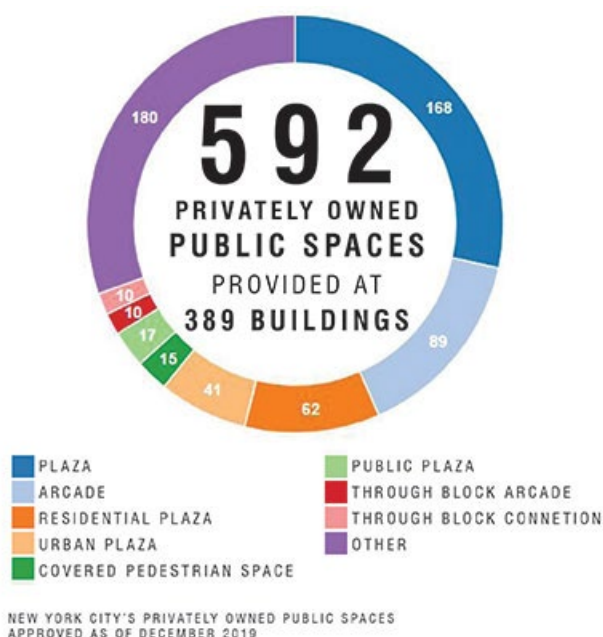 592
PRIVATELY OWNED
PUBLIC SPACES
PROVIDED AT
389 BUILDINGS
168
89
62
41
15
17
10
10
180
PLAZA
ARCADE
RESIDENTIAL PLAZA
URBAN PLAZA
COVERED PEDESTRIAN SPACE
PUBLIC PLAZA
THROUGH BLOCK ARCADE
THROUGH BLOCK CONNETION
OTHER
NEW YORK CITY'S PRIVATELY OWNED PUBLIC SPACES
APPROVED AS OF DECEMBER 2019